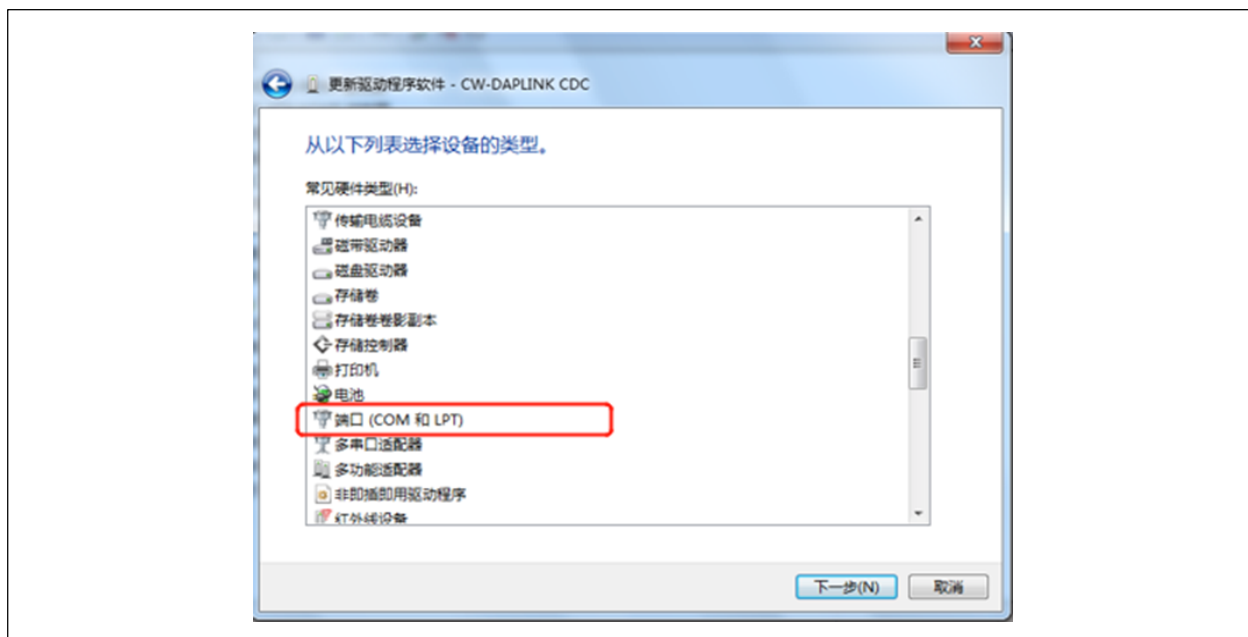 更新驱动程序软件 - CW-DAPLINK CDC
从以下列表选择设备的类型。
常见硬件类型(H):
传输电缆设备
磁带驱动器
磁盘驱动器
存储卷
存储卷卷影副本
存储控制器
打印机
电池
端口 (COM 和 LPT)
多串口适配器
多功能适配器
非即插即用驱动程序
红外线设备
下一步(N)
取消